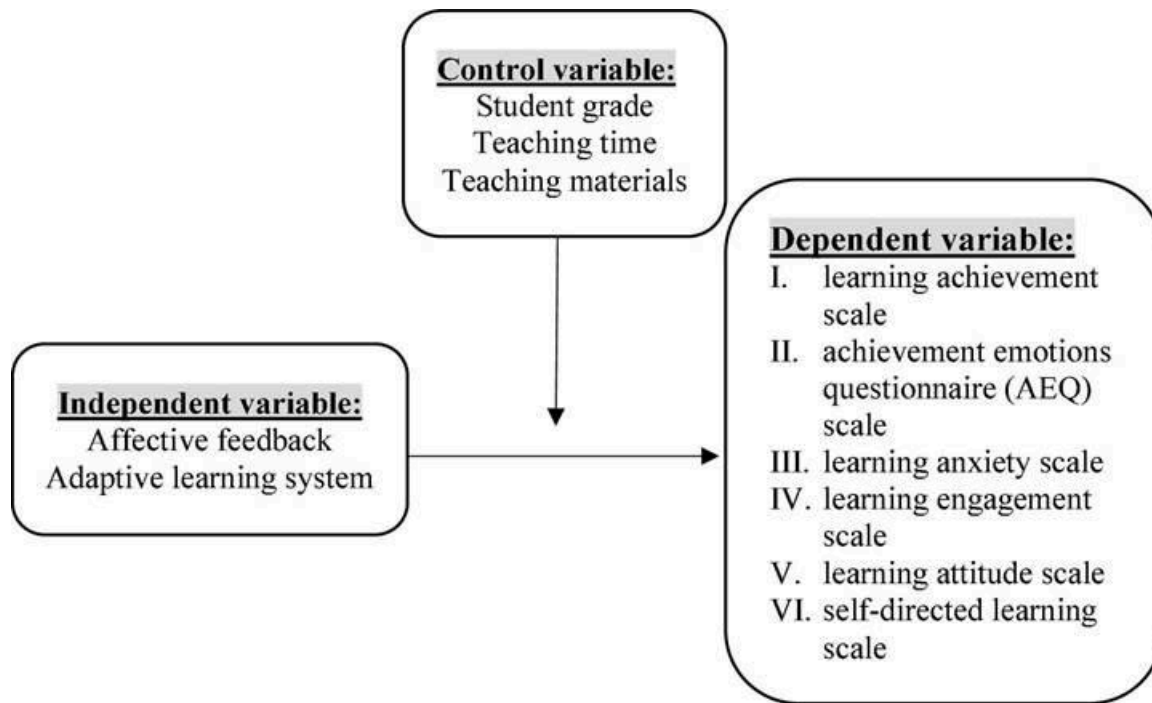 Control variable:
Student grade
Teaching time
Teaching materials
Independent variable:
Affective feedback
Adaptive learning system
Dependent variable:
I. learning achievement
scale
II. achievement emotions
questionnaire (AEQ)
scale
III. learning anxiety scale
IV. learning engagement
scale
V. learning attitude scale
VI. self-directed learning
scale